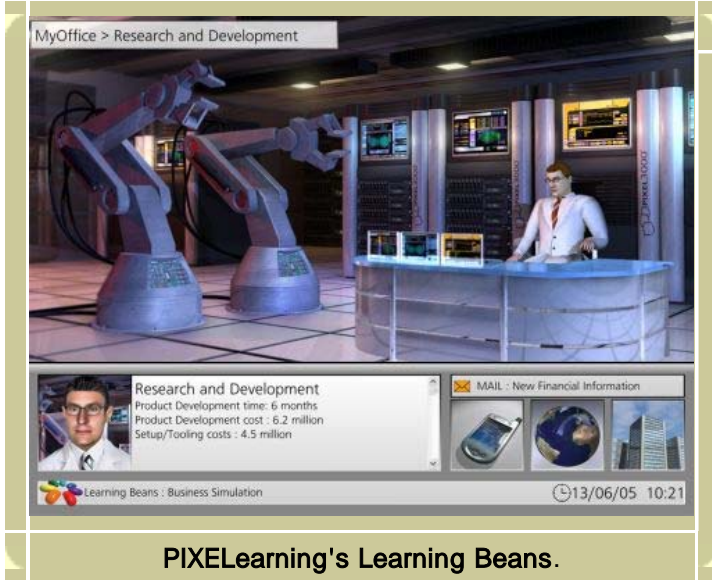 MyOffice > Research and Development
PIXEL3000
PIXEL3000
Research and Development
Product Development time: 6 months
Product Development cost : 6.2 million
Setup/Tooling costs : 4.5 million
MAIL : New Financial Information
Learning Beans : Business Simulation
13/06/05 10:21
PIXELearning's Learning Beans.